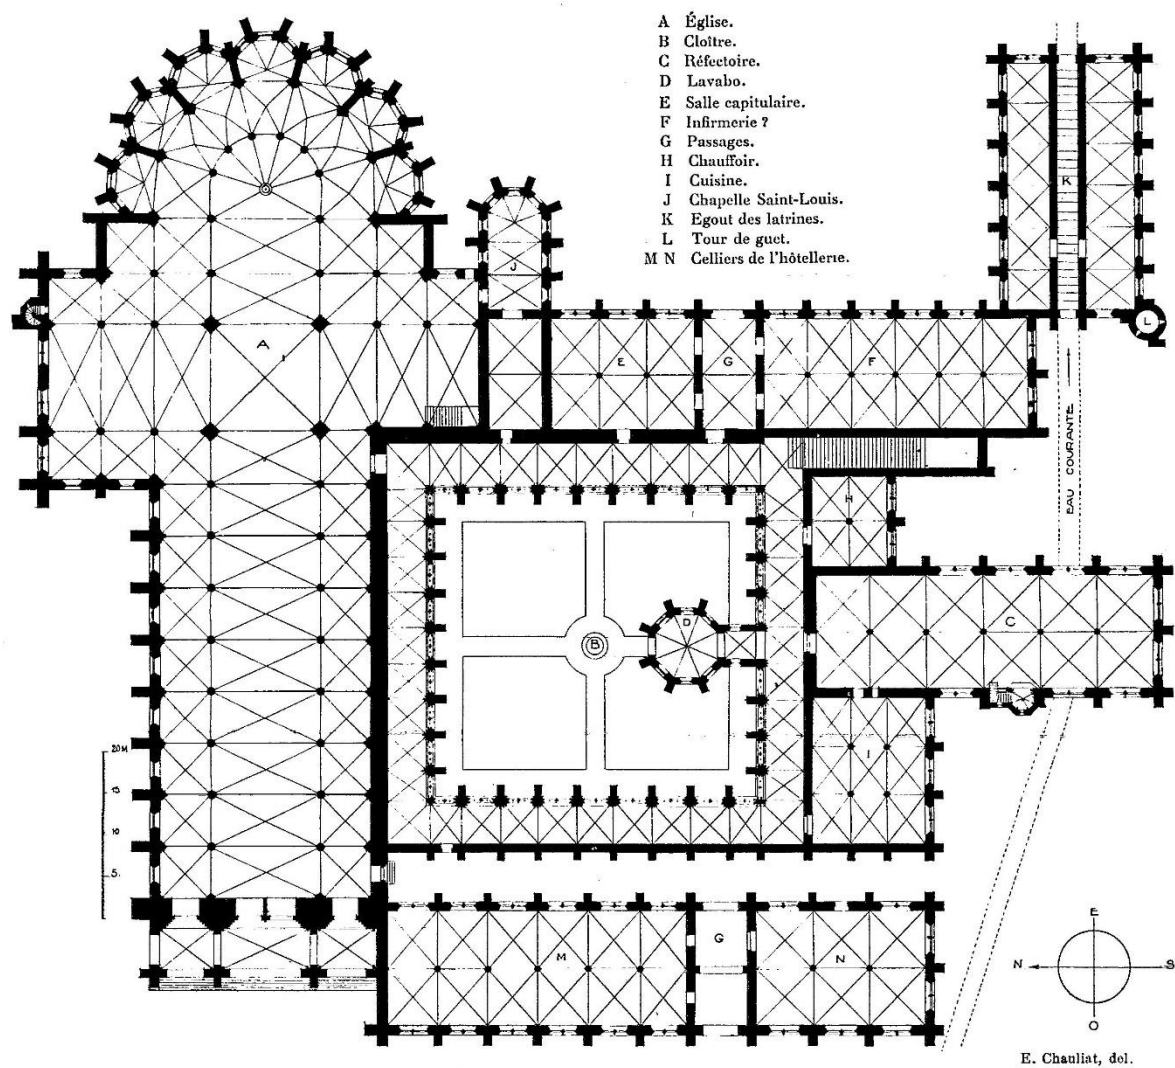 A Église.
B Cloître.
C Réfectoire.
D Lavabo.
E Salle capitulaire.
F Infirmerie ?
G Passages.
H Chauffoir.
I Cuisine.
J Chapelle Saint-Louis.
K Egout des latrines.
L Tour de guet.
M N Celliers de l'hôtellerie.
K
J
L
A
E
G
F
EAU COURANTE
H
D
C
B
I
20M
15
10
5.
G
M
N
E
N
S
O
E. Chauliat, del.